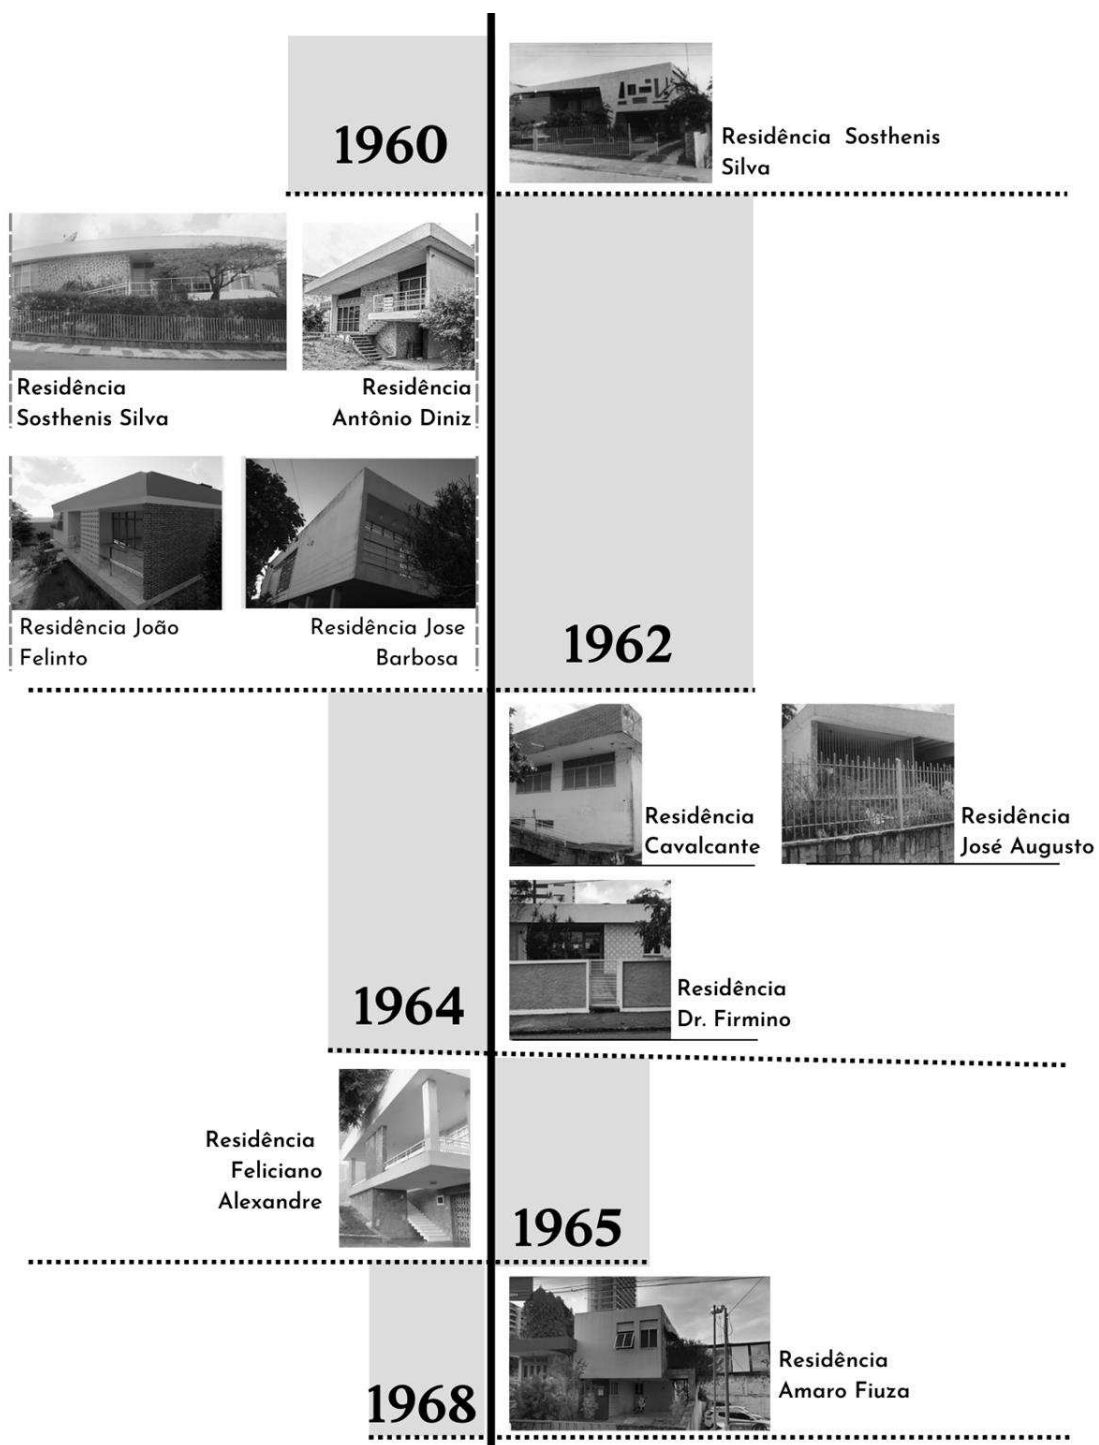 1960
Residência Sosthenis
Silva
Residência
Sosthenis Silva
Residência
Antônio Diniz
Residência João
Felinto
Residência Jose
Barbosa
1962
Residência
Cavalcante
Residência
José Augusto
Residência
Dr. Firmino
1964
Residência
Feliciano
Alexandre
1965
Residência
Amaro Fiuza
1968